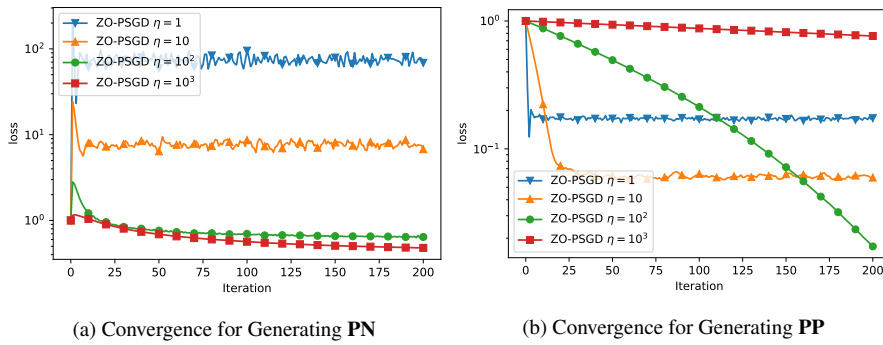 ZO-PSGD η = 1
ZO-PSGD η = 10
ZO-PSGD η = 10²
ZO-PSGD η = 10³
10²
10¹
10⁰
loss
0 25 50 75 100 125 150 175 200
Iteration
(a) Convergence for Generating PN
10⁰
10⁻¹
loss
ZO-PSGD η = 1
ZO-PSGD η = 10
ZO-PSGD η = 10²
ZO-PSGD η = 10³
0 25 50 75 100 125 150 175 200
Iteration
(b) Convergence for Generating PP